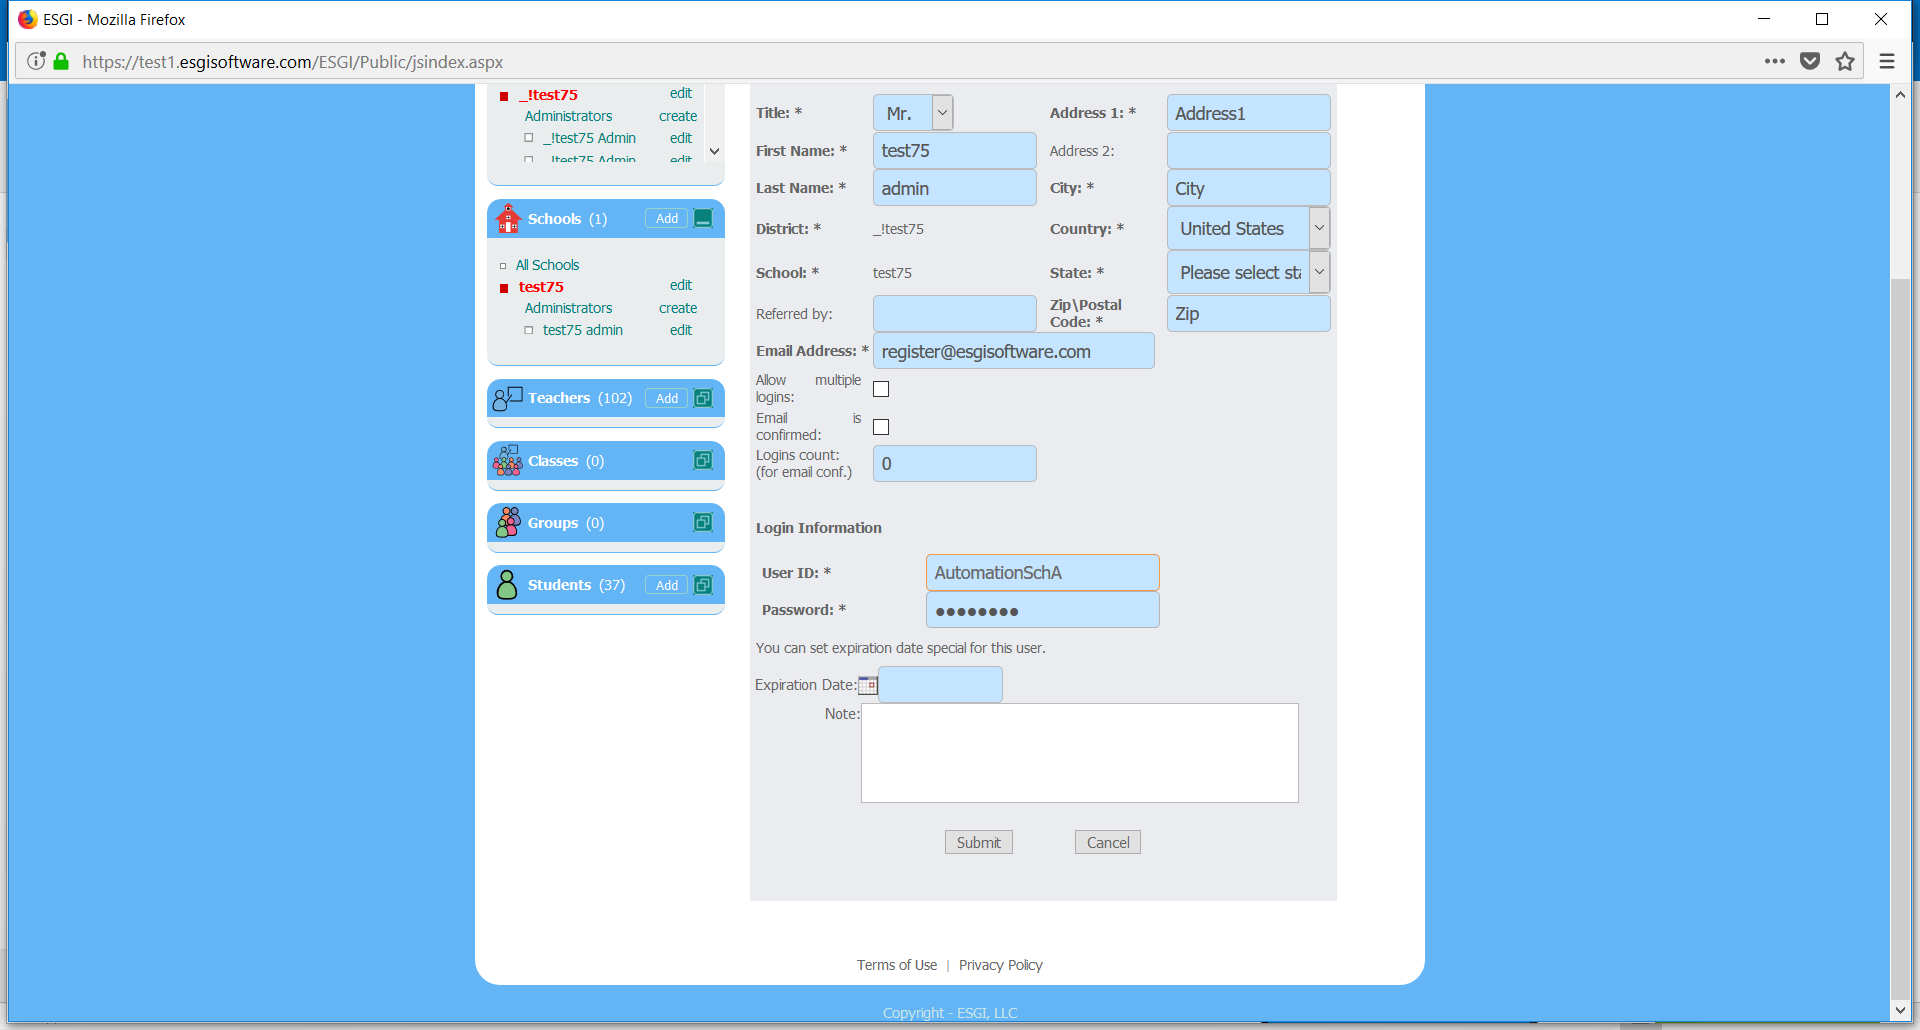 ESGI - Mozilla Firefox
https://test1.esgisoftware.com/ESGI/Public/jsindex.aspx
_!test75 edit
Administrators create
_!test75 Admin edit
_!test75 Admin edit
Schools (1) Add
All Schools
test75 edit
Administrators create
test75 admin edit
Teachers (102) Add
Classes (0)
Groups (0)
Students (37) Add
Title: * Mr. Address 1: * Address1
First Name: * test75 Address 2:
Last Name: * admin City: * City
District: * _!test75 Country: * United States
School: * test75 State: * Please select sta
Referred by: Zip\Postal
Code: * Zip
Email Address: * register@esgisoftware.com
Allow multiple
logins:
Email is
confirmed:
Logins count:
(for email conf.) 0
Login Information
User ID: * AutomationSchA
Password: * ●●●●●●●●
You can set expiration date special for this user.
Expiration Date:
Note:
Submit Cancel
Terms of Use | Privacy Policy
Copyright - ESGI, LLC